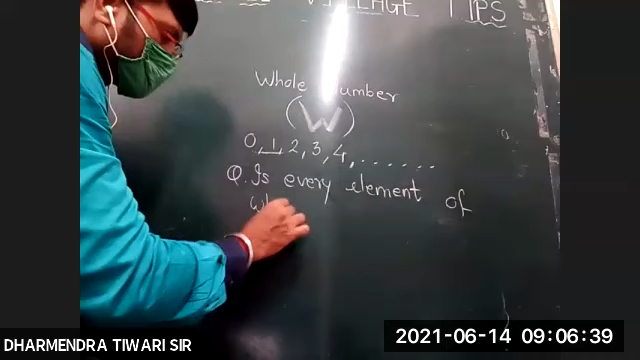 VILLAGE TIPS
Whole Number
(W)
0, 1, 2, 3, 4, . . . . . . .
Q. Is every element of
DHARMENDRA TIWARI SIR
2021-06-14 09:06:39